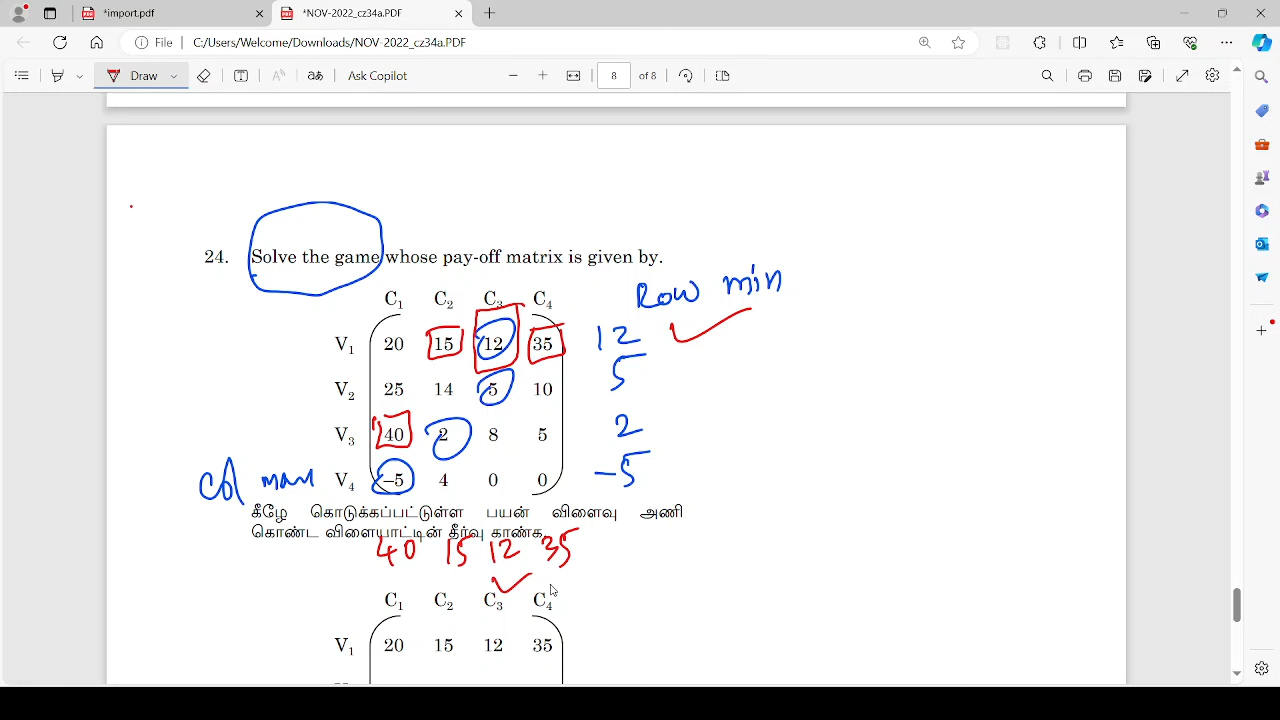 *import.pdf
*NOV-2022_cz34a.PDF
File C:/Users/Welcome/Downloads/NOV-2022_cz34a.PDF
Draw Ask Copilot 8 of 8
24. Solve the game whose pay-off matrix is given by.
Row min
C1 C2 C3 C4
V1 20 15 12 35 12
V2 25 14 5 10 5
V3 40 2 8 5 2
col max V4 –5 4 0 0 –5
கீழே கொடுக்கப்பட்டுள்ள பயன் விளைவு அணி
கொண்ட விளையாட்டின் தீர்வு காண்க
40 15 12 35
C1 C2 C3 C4
V1 20 15 12 35